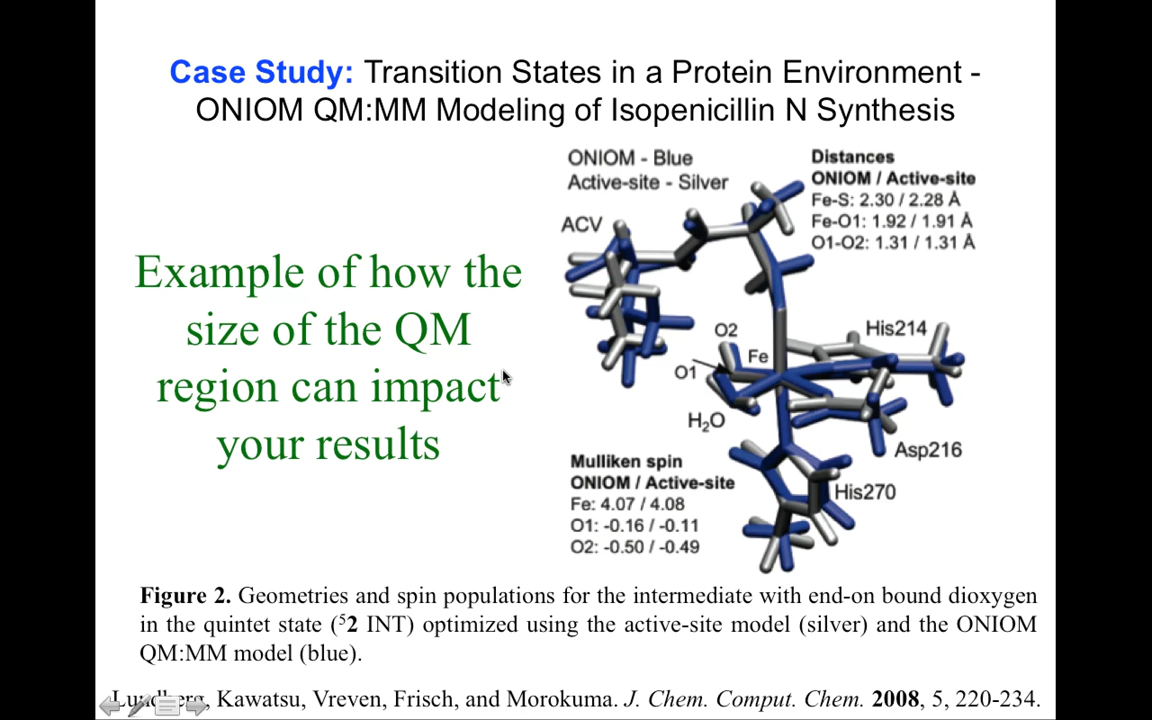 Case Study: Transition States in a Protein Environment -
ONIOM QM:MM Modeling of Isopenicillin N Synthesis
Example of how the
size of the QM
region can impact
your results
ONIOM - Blue
Active-site - Silver
Distances
ONIOM / Active-site
Fe-S: 2.30 / 2.28 Å
Fe-O1: 1.92 / 1.91 Å
O1-O2: 1.31 / 1.31 Å
ACV
O2
Fe
His214
O1
H₂O
Asp216
His270
Mulliken spin
ONIOM / Active-site
Fe: 4.07 / 4.08
O1: -0.16 / -0.11
O2: -0.50 / -0.49
Figure 2. Geometries and spin populations for the intermediate with end-on bound dioxygen
in the quintet state (⁵2 INT) optimized using the active-site model (silver) and the ONIOM
QM:MM model (blue).
Lundberg, Kawatsu, Vreven, Frisch, and Morokuma. J. Chem. Comput. Chem. 2008, 5, 220-234.